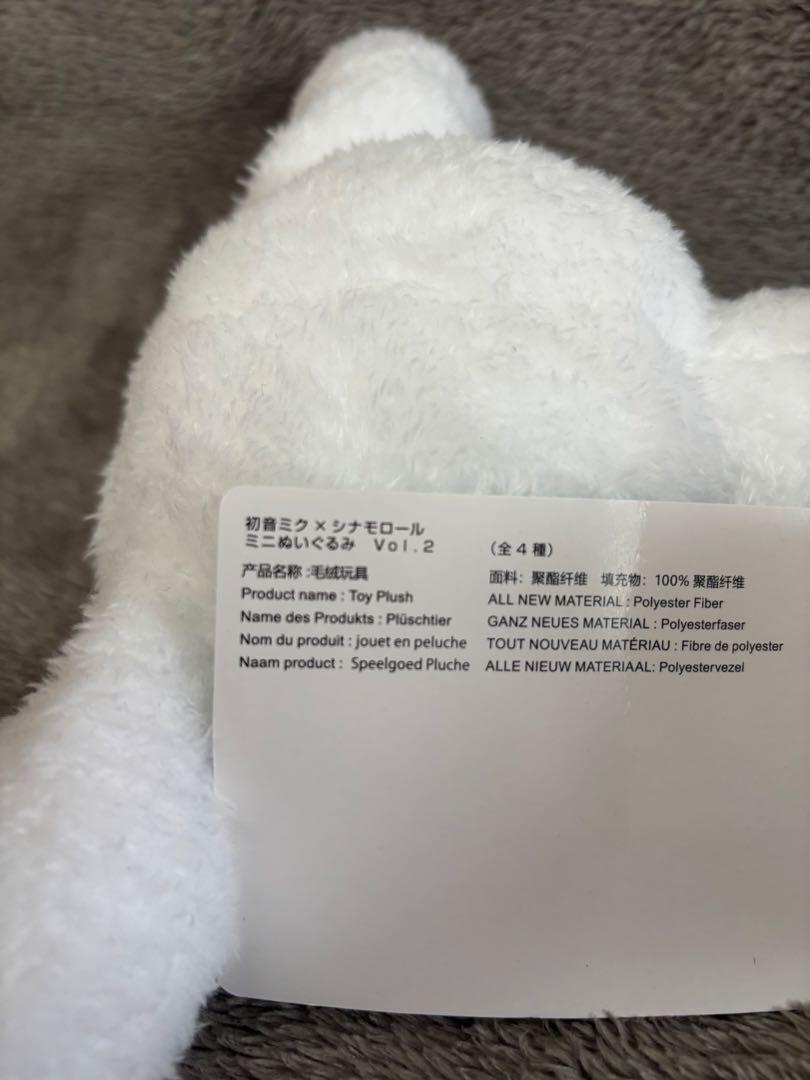 初音ミク×シナモロール
ミニぬいぐるみ Vol.2 (全4種)
产品名称:毛绒玩具
Product name : Toy Plush
Name des Produkts : Plüschtier
Nom du produit : jouet en peluche
Naam product : Speelgoed Pluche
面料: 聚酯纤维 填充物: 100% 聚酯纤维
ALL NEW MATERIAL : Polyester Fiber
GANZ NEUES MATERIAL : Polyesterfaser
TOUT NOUVEAU MATÉRIAU : Fibre de polyester
ALLE NIEUW MATERIAAL: Polyestervezel